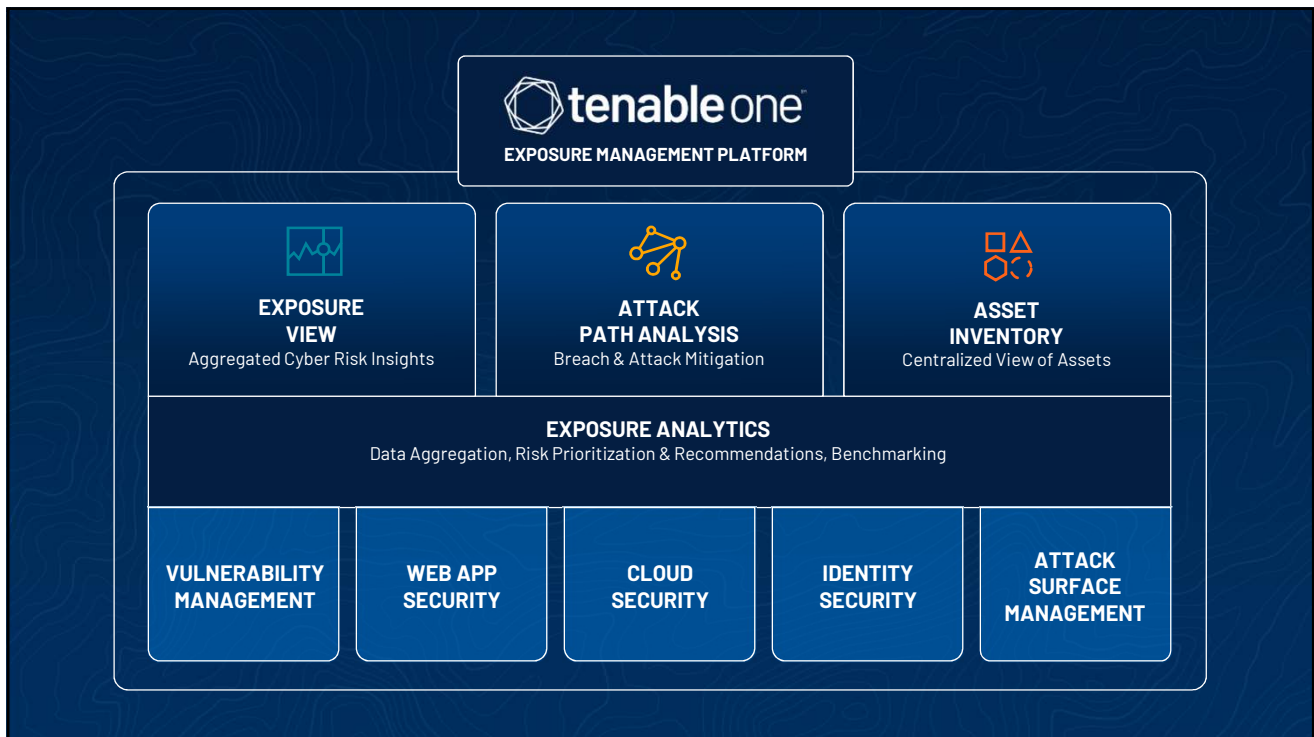 tenable one
EXPOSURE MANAGEMENT PLATFORM
EXPOSURE
VIEW
Aggregated Cyber Risk Insights
ATTACK
PATH ANALYSIS
Breach & Attack Mitigation
ASSET
INVENTORY
Centralized View of Assets
EXPOSURE ANALYTICS
Data Aggregation, Risk Prioritization & Recommendations, Benchmarking
VULNERABILITY
MANAGEMENT
WEB APP
SECURITY
CLOUD
SECURITY
IDENTITY
SECURITY
ATTACK
SURFACE
MANAGEMENT